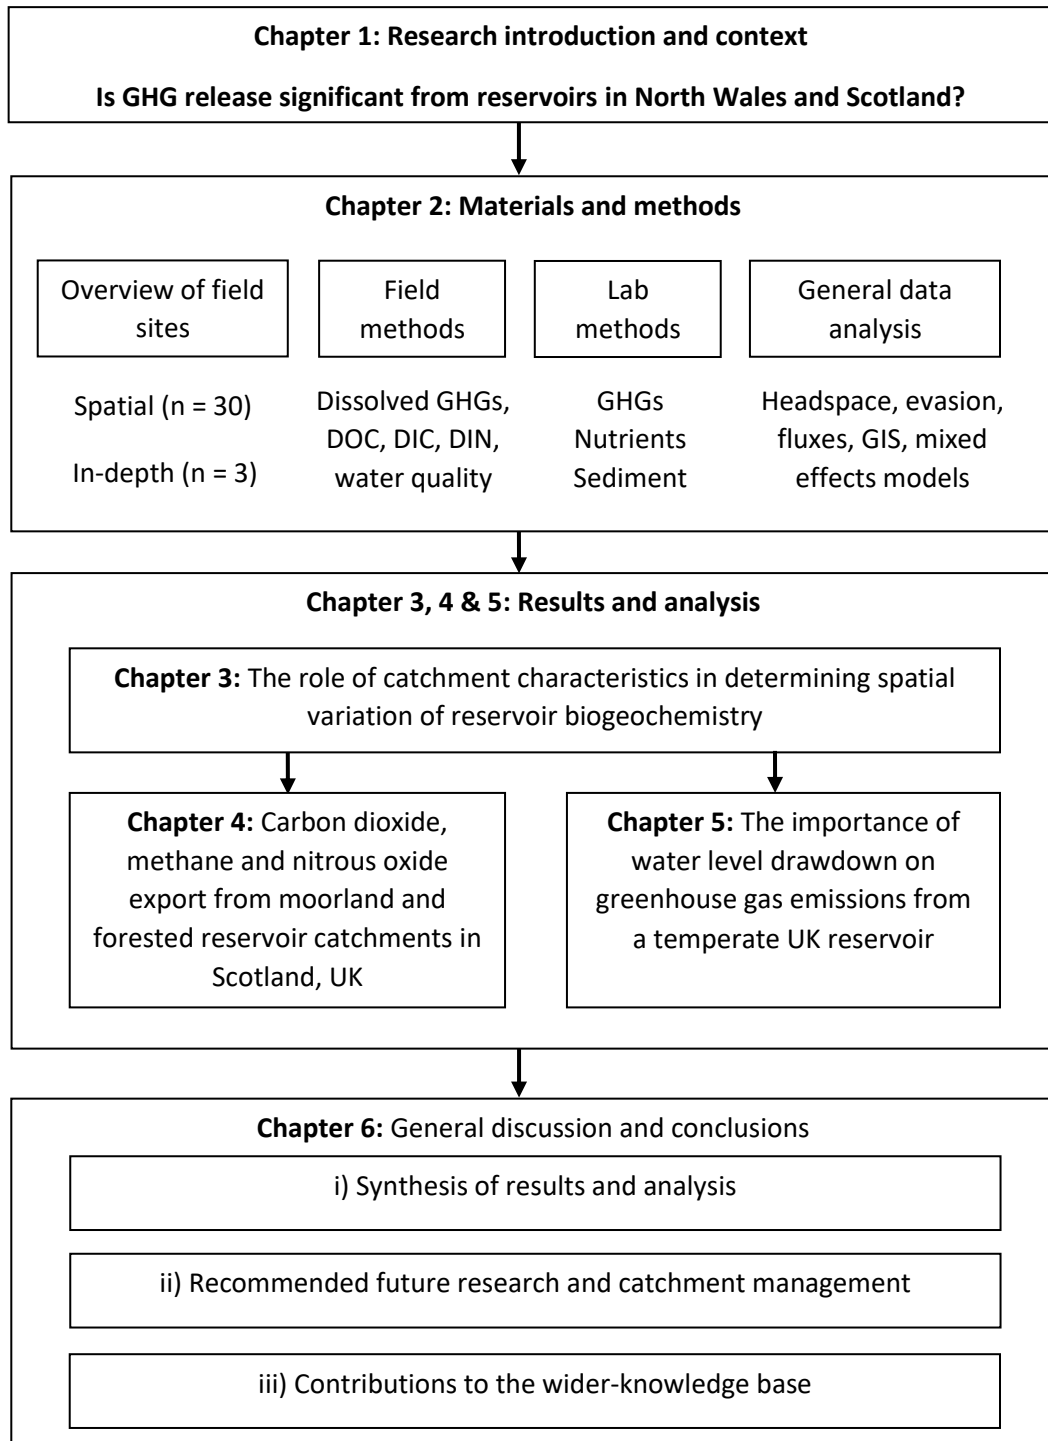 Chapter 1: Research introduction and context
Is GHG release significant from reservoirs in North Wales and Scotland?
Chapter 2: Materials and methods
Overview of field
sites
Spatial (n = 30)
In-depth (n = 3)
Field
methods
Dissolved GHGs,
DOC, DIC, DIN,
water quality
Lab
methods
GHGs
Nutrients
Sediment
General data
analysis
Headspace, evasion,
fluxes, GIS, mixed
effects models
Chapter 3, 4 & 5: Results and analysis
Chapter 3: The role of catchment characteristics in determining spatial
variation of reservoir biogeochemistry
Chapter 4: Carbon dioxide,
methane and nitrous oxide
export from moorland and
forested reservoir catchments in
Scotland, UK
Chapter 5: The importance of
water level drawdown on
greenhouse gas emissions from
a temperate UK reservoir
Chapter 6: General discussion and conclusions
i) Synthesis of results and analysis
ii) Recommended future research and catchment management
iii) Contributions to the wider-knowledge base